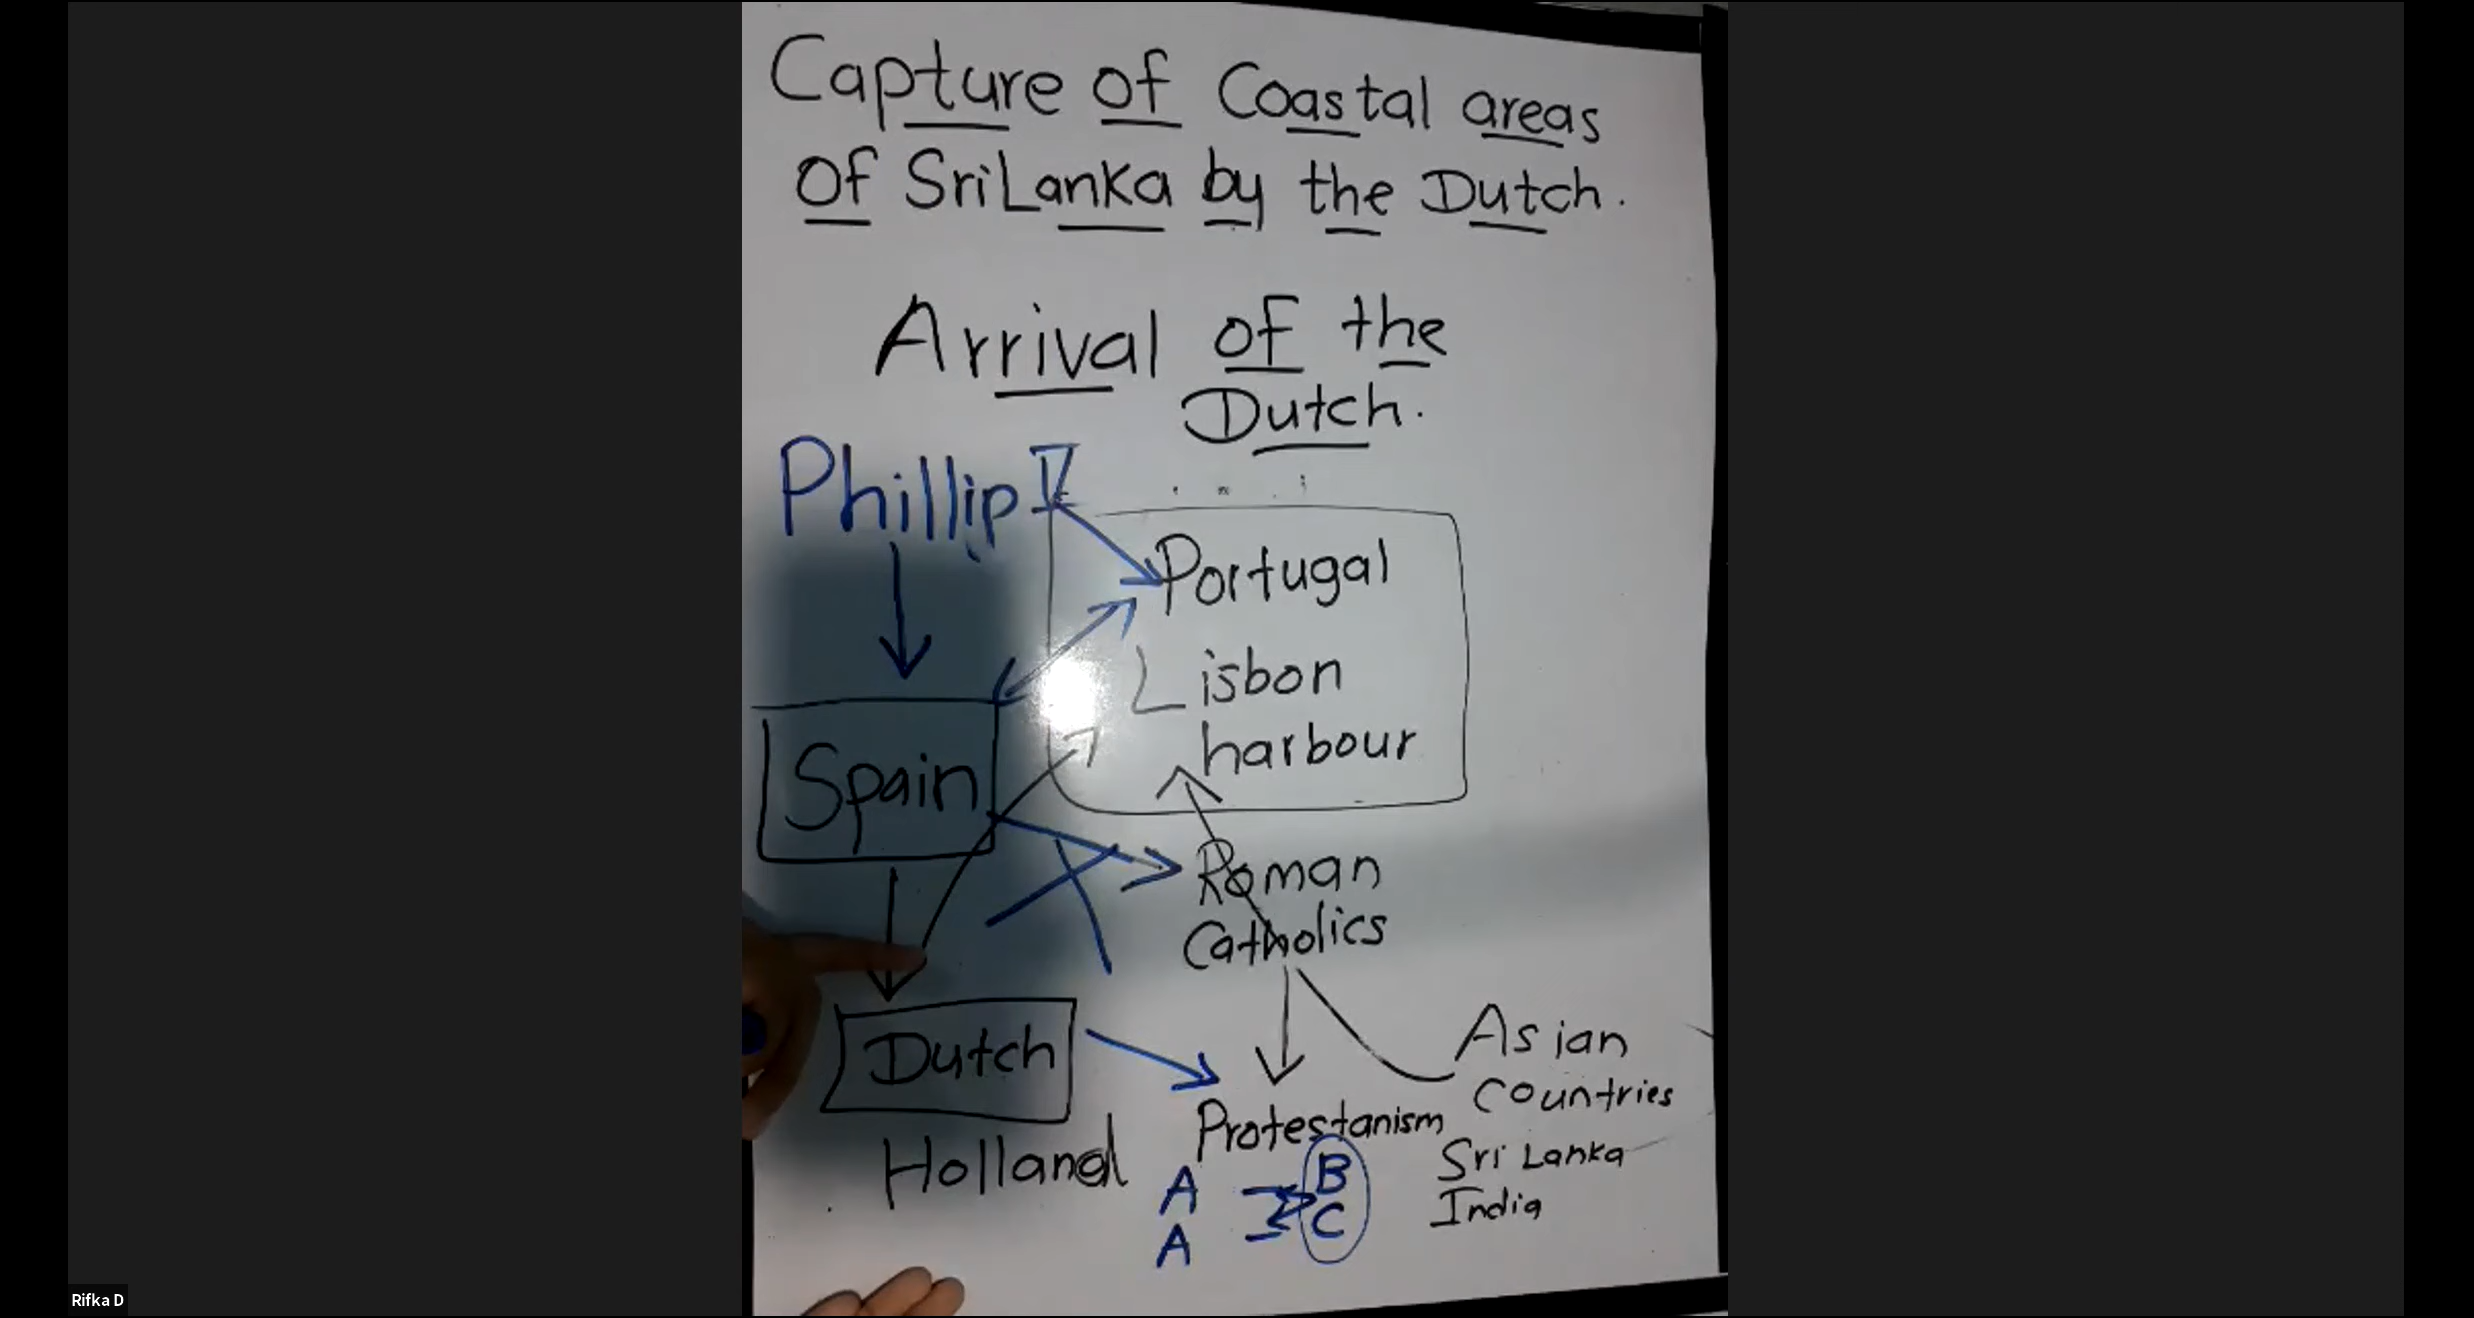 Capture of Coastal areas
Of SriLanka by the Dutch.
Arrival of the
Dutch.
Phillip
Portugal
Lisbon
harbour
Spain
Roman
Catholics
Dutch
Holland
Protestanism
Asian
Countries
Sri Lanka
India
A B
A C
Rifka D